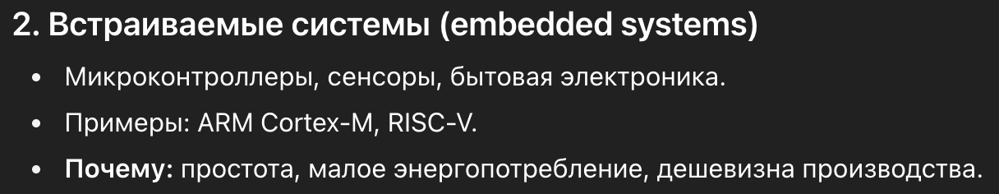 2. Встраиваемые системы (embedded systems)
• Микроконтроллеры, сенсоры, бытовая электроника.
• Примеры: ARM Cortex-M, RISC-V.
• Почему: простота, малое энергопотребление, дешевизна производства.